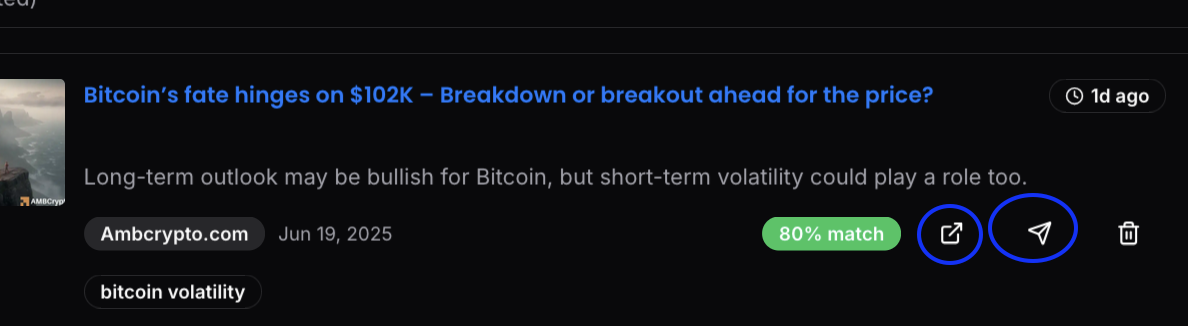 Bitcoin’s fate hinges on $102K – Breakdown or breakout ahead for the price?
1d ago
Long-term outlook may be bullish for Bitcoin, but short-term volatility could play a role too.
Ambcrypto.com
Jun 19, 2025
80% match
bitcoin volatility